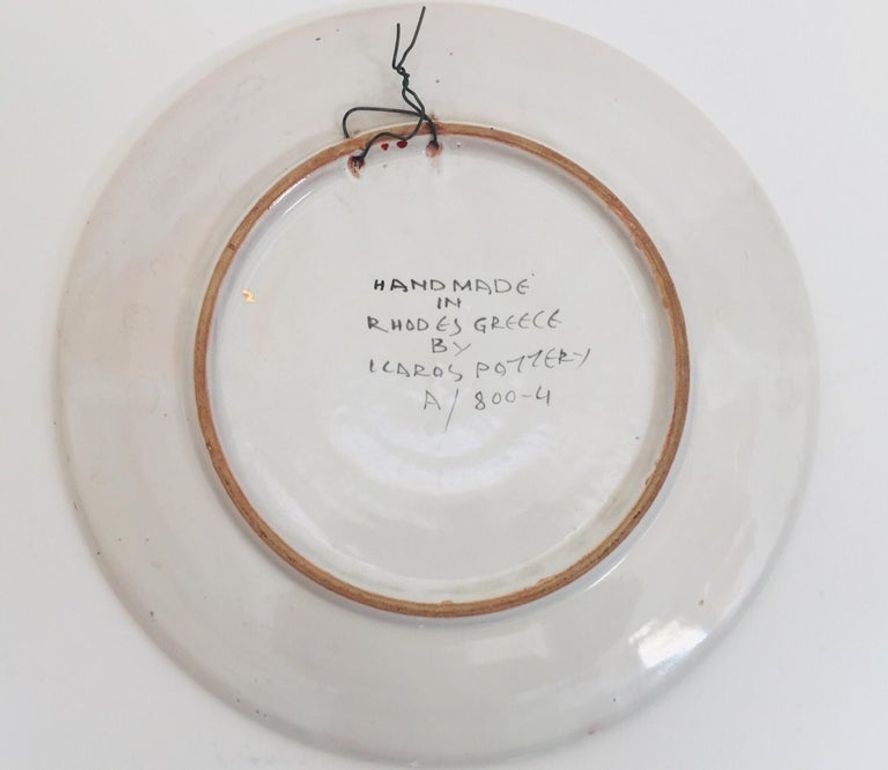 HANDMADE
IN
RHODES GREECE
BY
ICAROS POTTERY
A/800-4